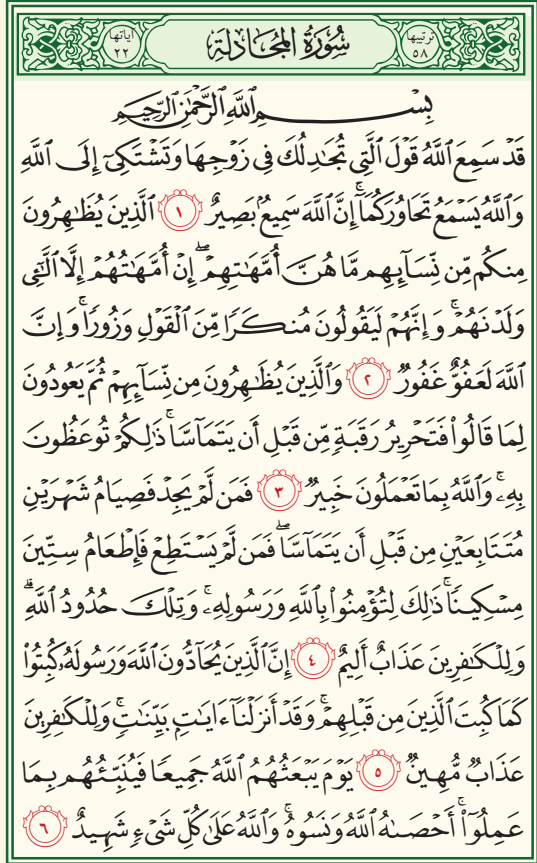 ترتيبها ٥٨ سُورَةُ المُجَادلَةِ آياتها ٢٢
بِسْمِ ٱللَّهِ ٱلرَّحْمَٰنِ ٱلرَّحِيمِ
قَدْ سَمِعَ ٱللَّهُ قَوْلَ ٱلَّتِى تُجَٰدِلُكَ فِى زَوْجِهَا وَتَشْتَكِىٓ إِلَى ٱللَّهِ
وَٱللَّهُ يَسْمَعُ تَحَاوُرَكُمَآ ۚ إِنَّ ٱللَّهَ سَمِيعٌۢ بَصِيرٌ ١ ٱلَّذِينَ يُظَٰهِرُونَ
مِنكُم مِّن نِّسَآئِهِم مَّا هُنَّ أُمَّهَٰتِهِمْ ۖ إِنْ أُمَّهَٰتُهُمْ إِلَّا ٱلَّٰٓـِٔى
وَلَدْنَهُمْ ۚ وَإِنَّهُمْ لَيَقُولُونَ مُنكَرًا مِّنَ ٱلْقَوْلِ وَزُورًا ۚ وَإِنَّ
ٱللَّهَ لَعَفُوٌّ غَفُورٌ ٢ وَٱلَّذِينَ يُظَٰهِرُونَ مِن نِّسَآئِهِمْ ثُمَّ يَعُودُونَ
لِمَا قَالُوا۟ فَتَحْرِيرُ رَقَبَةٍ مِّن قَبْلِ أَن يَتَمَآسَّا ۚ ذَٰلِكُمْ تُوعَظُونَ
بِهِۦ ۚ وَٱللَّهُ بِمَا تَعْمَلُونَ خَبِيرٌ ٣ فَمَن لَّمْ يَجِدْ فَصِيَامُ شَهْرَيْنِ
مُتَتَابِعَيْنِ مِن قَبْلِ أَن يَتَمَآسَّا ۖ فَمَن لَّمْ يَسْتَطِعْ فَإِطْعَامُ سِتِّينَ
مِسْكِينًا ۚ ذَٰلِكَ لِتُؤْمِنُوا۟ بِٱللَّهِ وَرَسُولِهِۦ ۚ وَتِلْكَ حُدُودُ ٱللَّهِ ۗ
وَلِلْكَٰفِرِينَ عَذَابٌ أَلِيمٌ ٤ إِنَّ ٱلَّذِينَ يُحَآدُّونَ ٱللَّهَ وَرَسُولَهُۥ كُبِتُوا۟
كَمَا كُبِتَ ٱلَّذِينَ مِن قَبْلِهِمْ ۚ وَقَدْ أَنزَلْنَآ ءَايَٰتٍۭ بَيِّنَٰتٍ ۚ وَلِلْكَٰفِرِينَ
عَذَابٌ مُّهِينٌ ٥ يَوْمَ يَبْعَثُهُمُ ٱللَّهُ جَمِيعًا فَيُنَبِّئُهُم بِمَا
عَمِلُوٓا۟ ۚ أَحْصَىٰهُ ٱللَّهُ وَنَسُوهُ ۚ وَٱللَّهُ عَلَىٰ كُلِّ شَىْءٍ شَهِيدٌ ٦